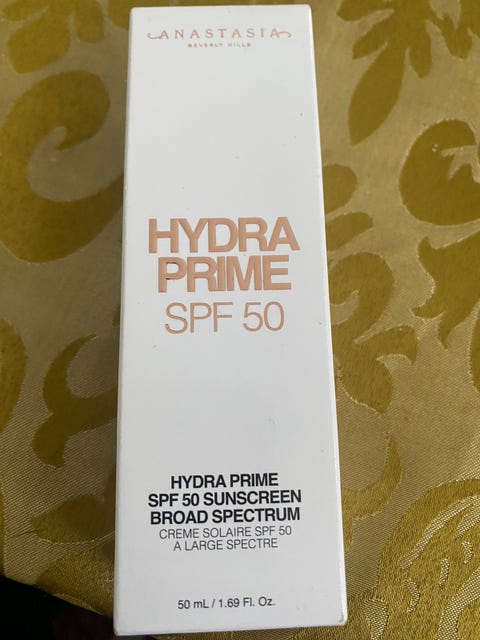 ANASTASIA
BEVERLY HILLS
HYDRA
PRIME
SPF 50
HYDRA PRIME
SPF 50 SUNSCREEN
BROAD SPECTRUM
CREME SOLAIRE SPF 50
A LARGE SPECTRE
50 mL / 1.69 Fl. Oz.